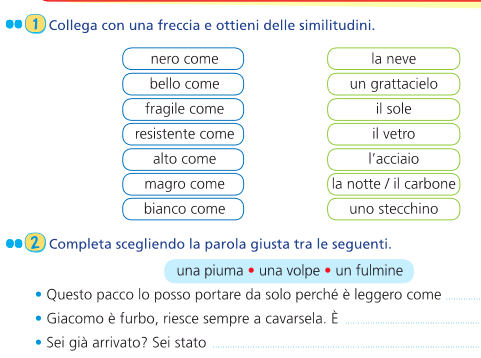 1 Collega con una freccia e ottieni delle similitudini.
nero come la neve
bello come un grattacielo
fragile come il sole
resistente come il vetro
alto come l'acciaio
magro come la notte / il carbone
bianco come uno stecchino
2 Completa scegliendo la parola giusta tra le seguenti.
una piuma • una volpe • un fulmine
• Questo pacco lo posso portare da solo perché è leggero come ............
• Giacomo è furbo, riesce sempre a cavarsela. È ............
• Sei già arrivato? Sei stato ............